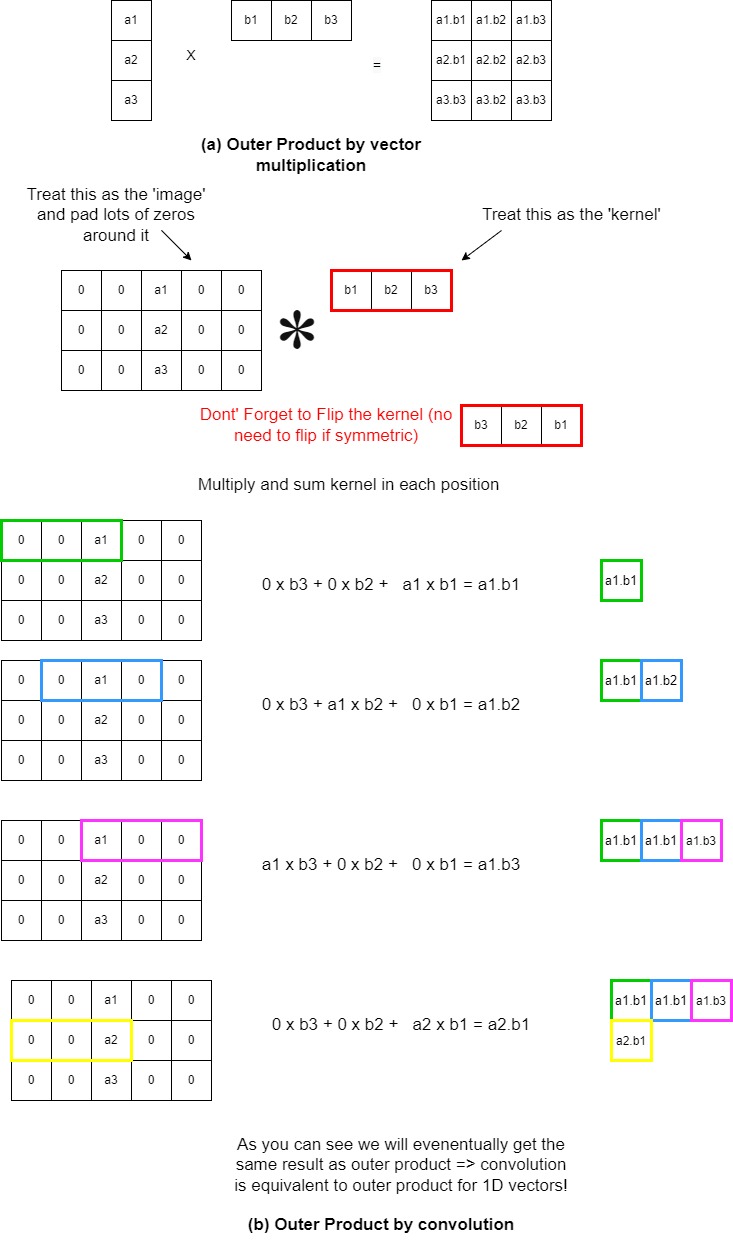 a1 b1 b2 b3 a1.b1 a1.b2 a1.b3
a2 X = a2.b1 a2.b2 a2.b3
a3 a3.b3 a3.b2 a3.b3
(a) Outer Product by vector
multiplication
Treat this as the 'image'
and pad lots of zeros
around it
Treat this as the 'kernel'
0 0 a1 0 0 b1 b2 b3
0 0 a2 0 0 *
0 0 a3 0 0
Dont' Forget to Flip the kernel (no
need to flip if symmetric)
b3 b2 b1
Multiply and sum kernel in each position
0 0 a1 0 0
0 0 a2 0 0
0 0 a3 0 0
0 x b3 + 0 x b2 + a1 x b1 = a1.b1
a1.b1
0 0 a1 0 0
0 0 a2 0 0
0 0 a3 0 0
0 x b3 + a1 x b2 + 0 x b1 = a1.b2
a1.b1 a1.b2
0 0 a1 0 0
0 0 a2 0 0
0 0 a3 0 0
a1 x b3 + 0 x b2 + 0 x b1 = a1.b3
a1.b1 a1.b1 a1.b3
0 0 a1 0 0
0 0 a2 0 0
0 0 a3 0 0
0 x b3 + 0 x b2 + a2 x b1 = a2.b1
a1.b1 a1.b1 a1.b3
a2.b1
As you can see we will evenentually get the
same result as outer product => convolution
is equivalent to outer product for 1D vectors!
(b) Outer Product by convolution